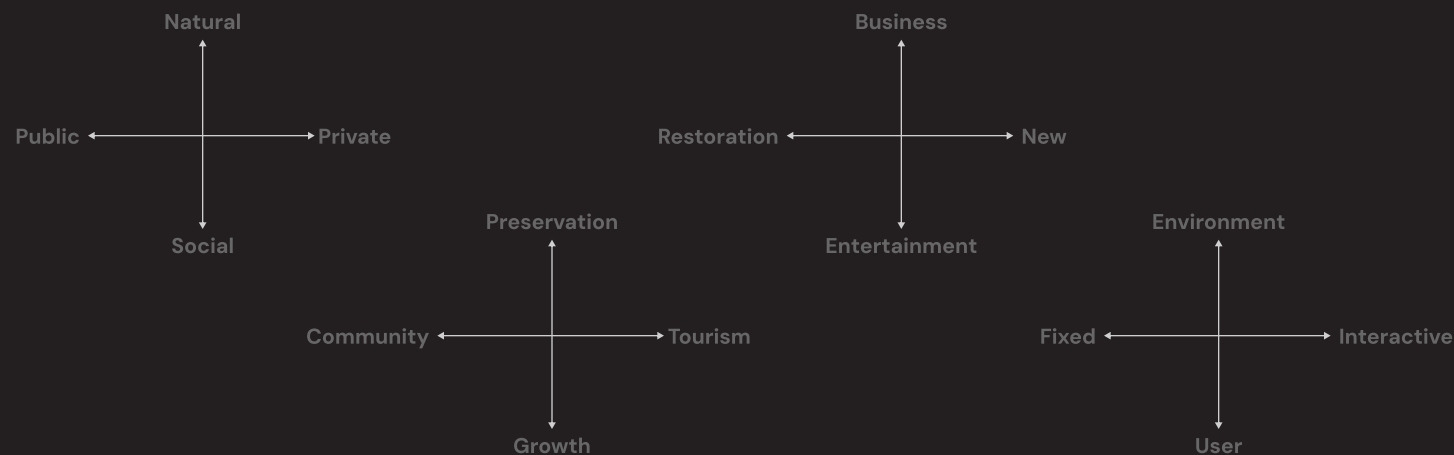 Natural
Public
Private
Social
Preservation
Community
Tourism
Growth
Business
Restoration
New
Entertainment
Environment
Fixed
Interactive
User